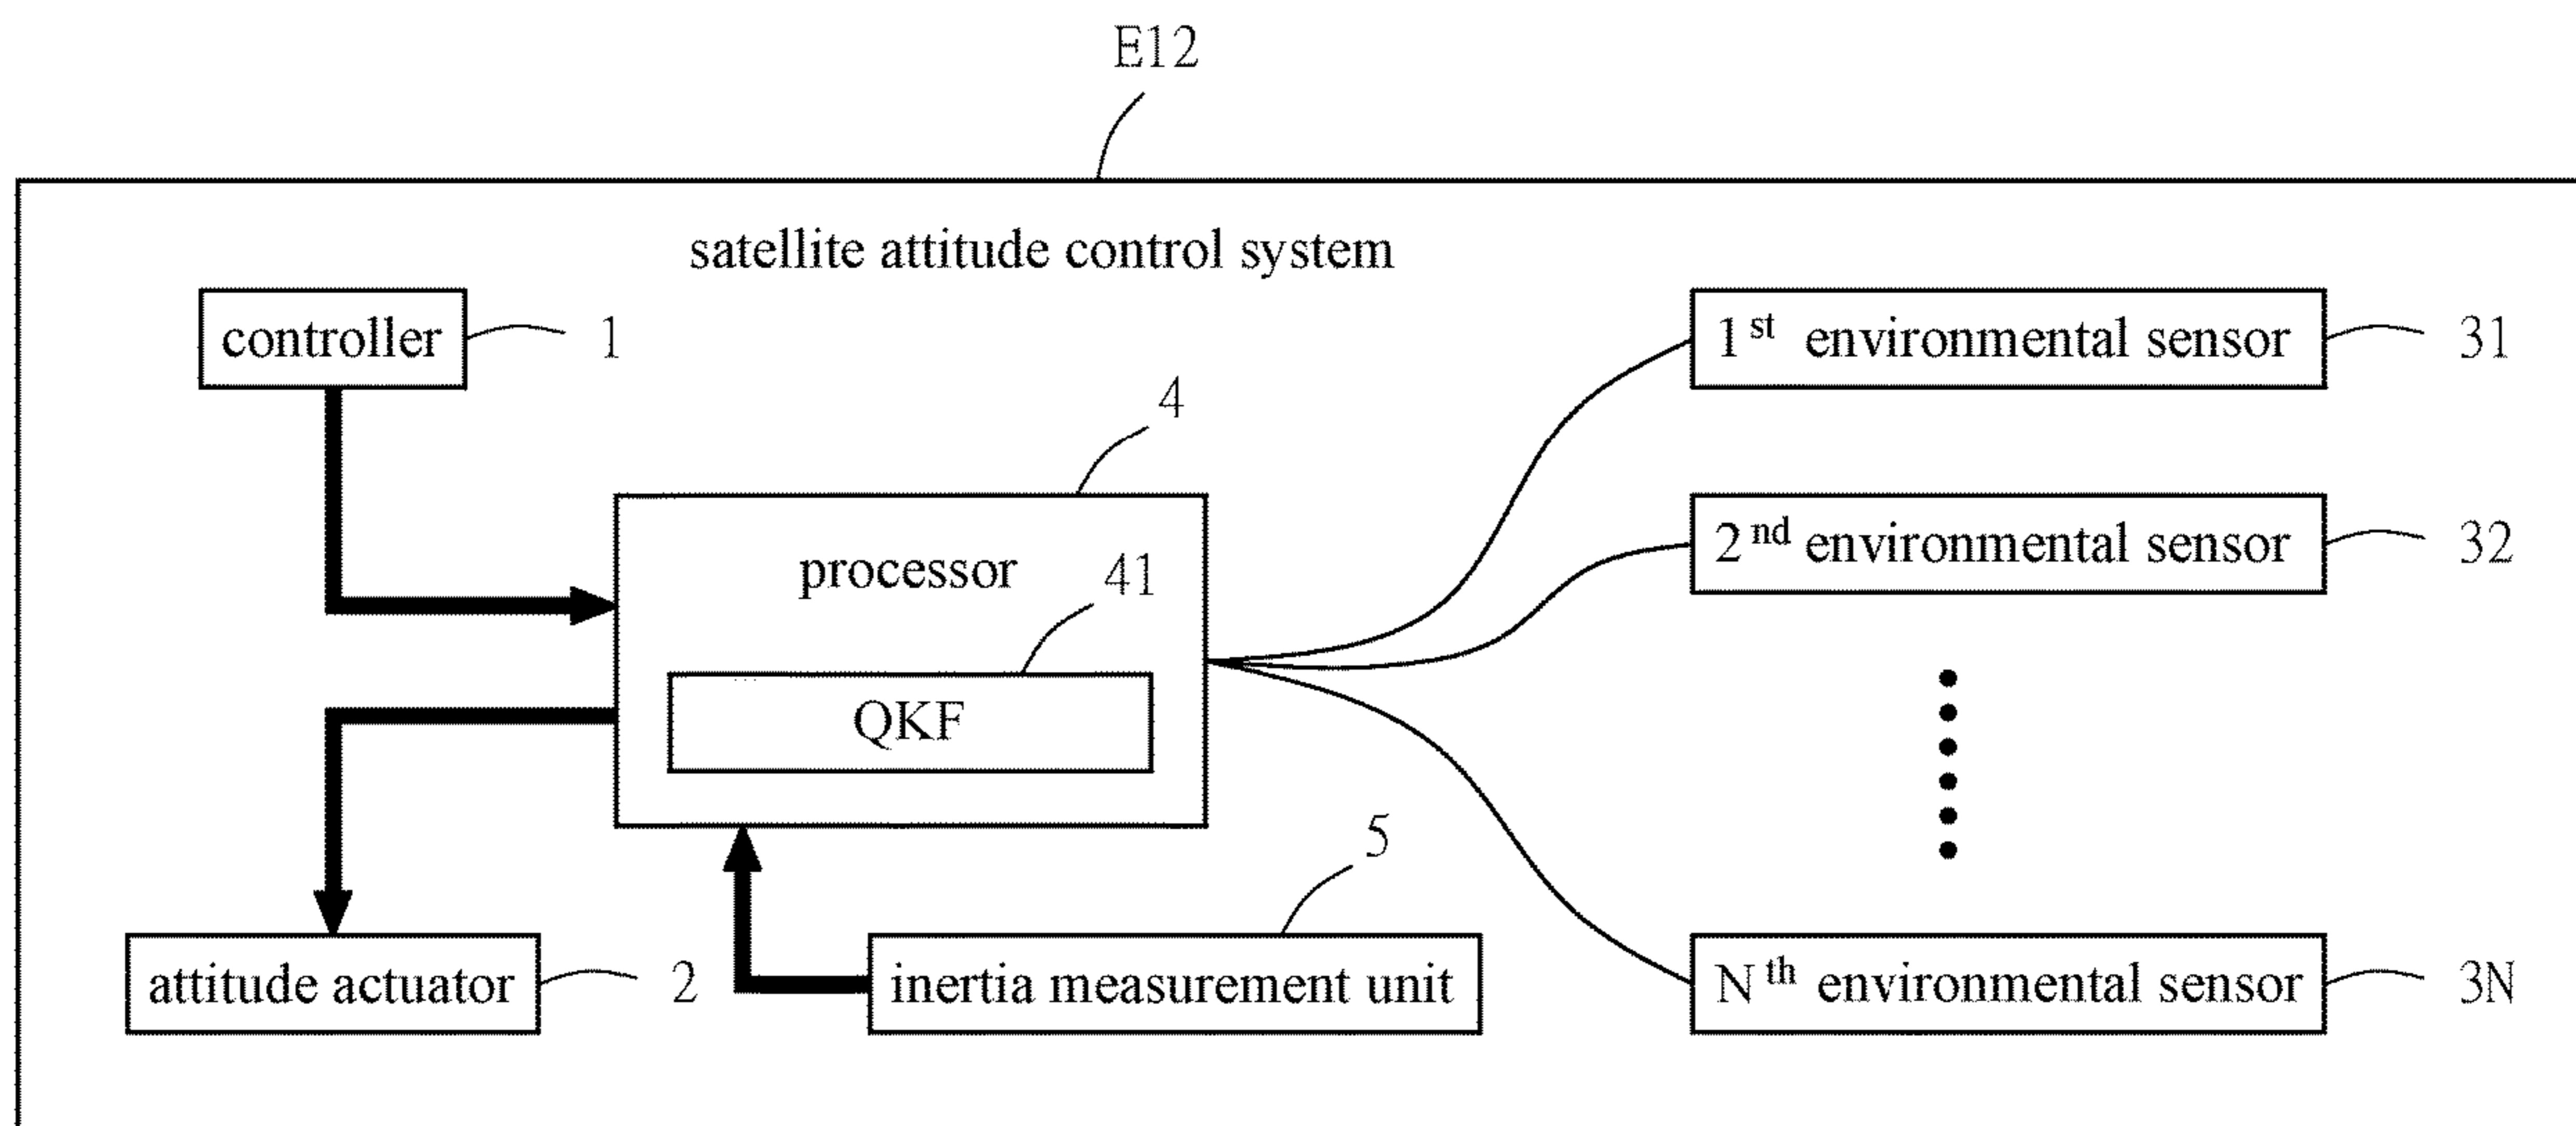 E12
satellite attitude control system
controller
1
1st environmental sensor
31
4
2nd environmental sensor
32
processor
41
QKF
5
attitude actuator
2
inertia measurement unit
Nth environmental sensor
3N